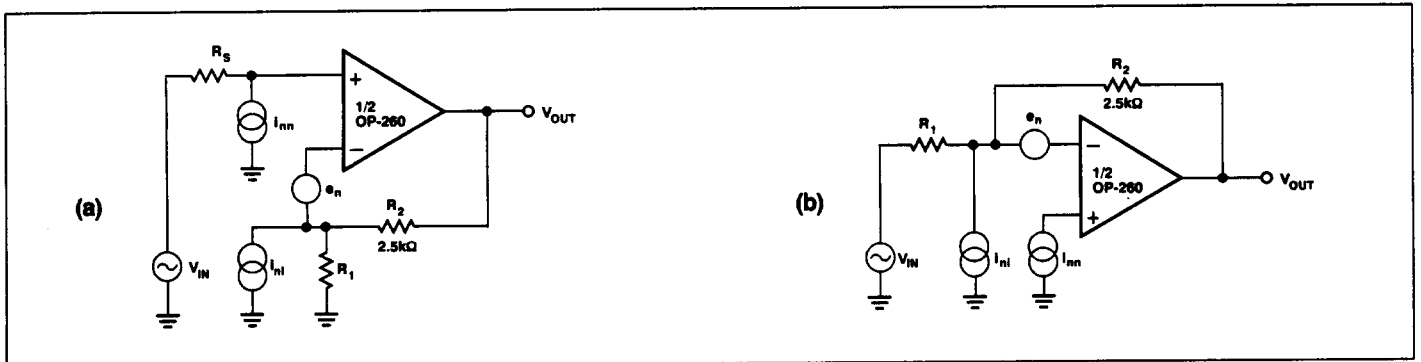 (a)
R_S
i_nn
+
1/2
OP-260
−
V_OUT
e_n
R_2
2.5kΩ
V_IN
i_ni
R_1
(b)
R_2
2.5kΩ
R_1
e_n
−
1/2
OP-260
+
V_OUT
V_IN
i_ni
i_nn